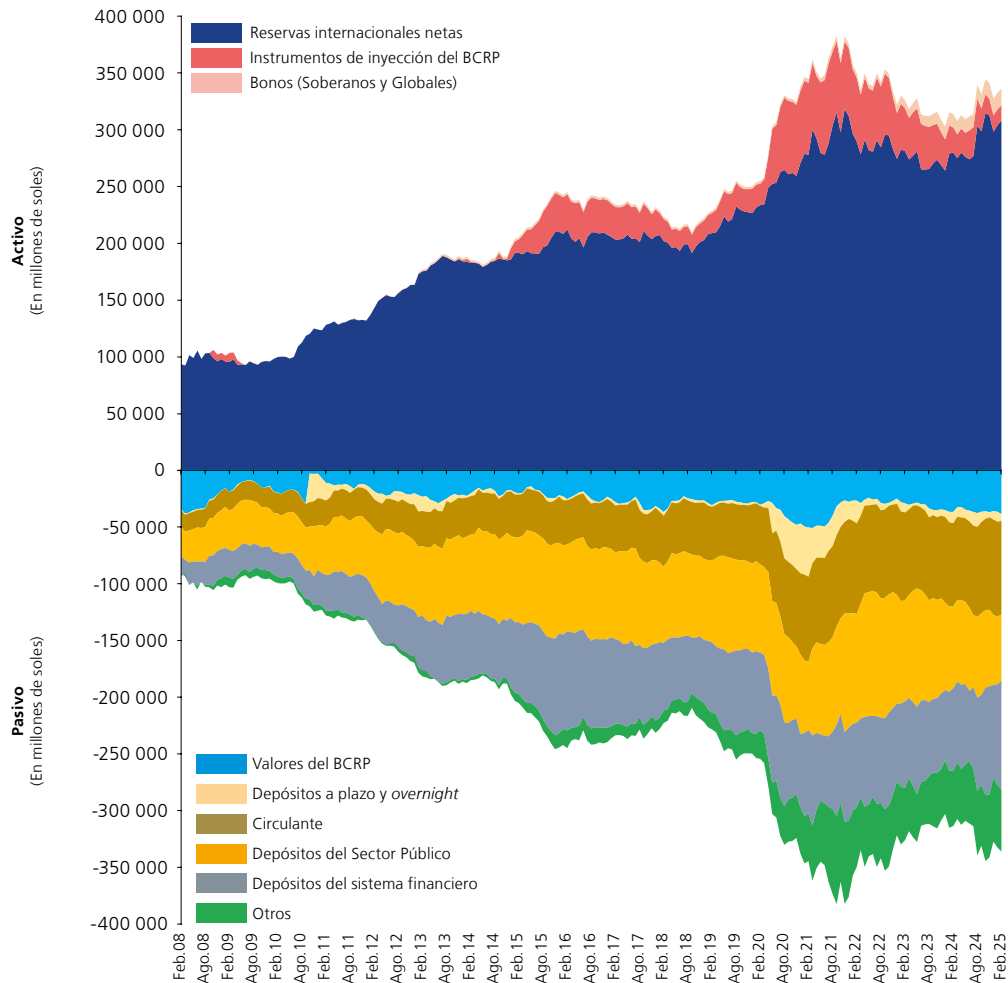 400 000
350 000
300 000
250 000
200 000
150 000
100 000
50 000
0
-50 000
-100 000
-150 000
-200 000
-250 000
-300 000
-350 000
-400 000
Activo
(En millones de soles)
Pasivo
(En millones de soles)
Reservas internacionales netas
Instrumentos de inyección del BCRP
Bonos (Soberanos y Globales)
Valores del BCRP
Depósitos a plazo y overnight
Circulante
Depósitos del Sector Público
Depósitos del sistema financiero
Otros
Feb.08
Ago.08
Feb.09
Ago.09
Feb.10
Ago.10
Feb.11
Ago.11
Feb.12
Ago.12
Feb.13
Ago.13
Feb.14
Ago.14
Feb.15
Ago.15
Feb.16
Ago.16
Feb.17
Ago.17
Feb.18
Ago.18
Feb.19
Ago.19
Feb.20
Ago.20
Feb.21
Ago.21
Feb.22
Ago.22
Feb.23
Ago.23
Feb.24
Ago.24
Feb.25